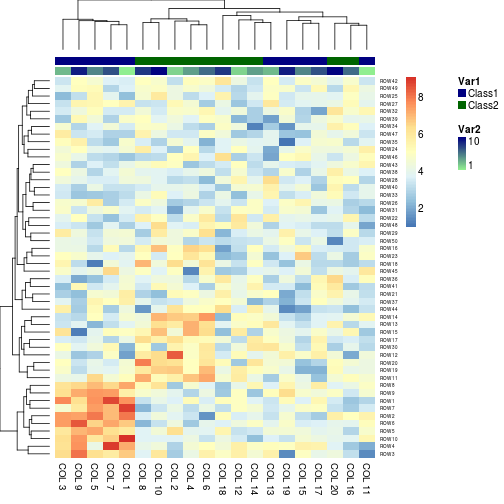 ROW42
ROW49
ROW25
ROW27
ROW32
ROW39
ROW34
ROW47
ROW35
ROW24
ROW46
ROW43
ROW38
ROW28
ROW40
ROW33
ROW26
ROW31
ROW22
ROW48
ROW29
ROW50
ROW16
ROW23
ROW18
ROW45
ROW36
ROW41
ROW21
ROW37
ROW44
ROW14
ROW13
ROW15
ROW17
ROW30
ROW12
ROW20
ROW19
ROW11
ROW8
ROW9
ROW1
ROW7
ROW2
ROW6
ROW5
ROW10
ROW4
ROW3
COL 3
COL 9
COL 5
COL 7
COL 1
COL 8
COL 10
COL 2
COL 4
COL 6
COL 18
COL 12
COL 14
COL 13
COL 19
COL 15
COL 17
COL 20
COL 16
COL 11
8
6
4
2
Var1
Class1
Class2
Var2
10
1